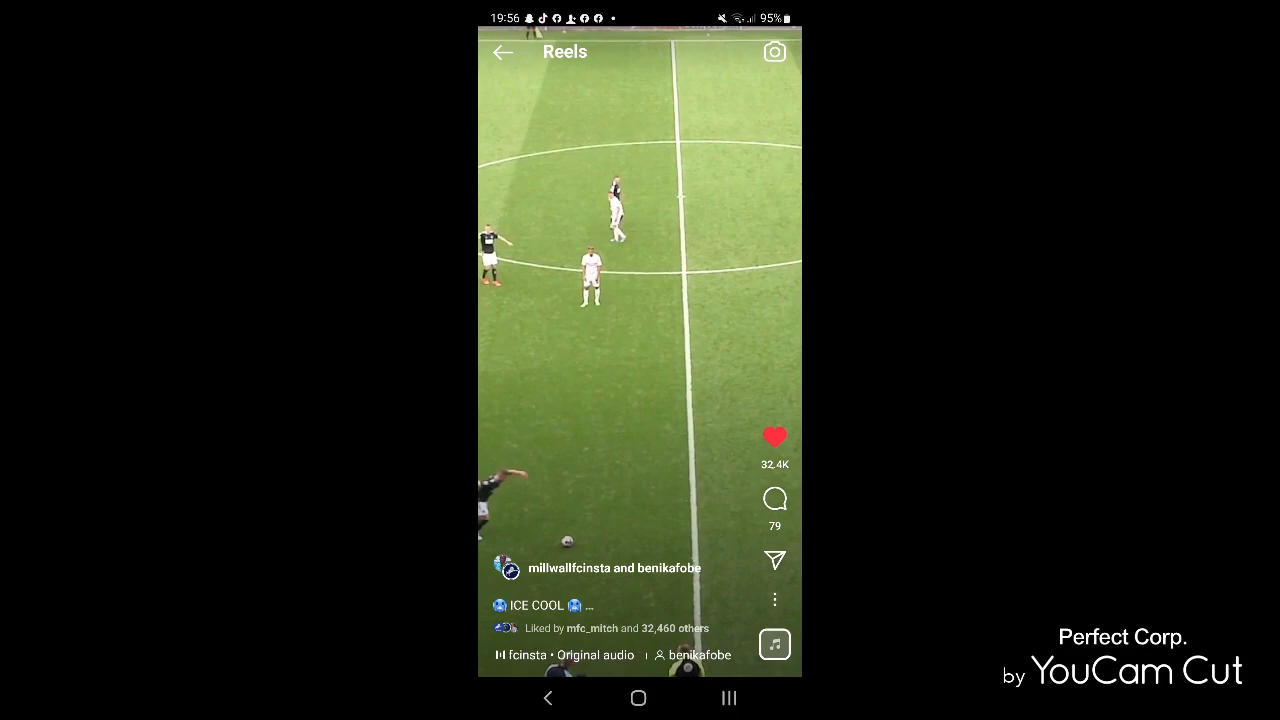 19:56
95%
Reels
32.4K
79
millwallfcinsta and benikafobe
🥶 ICE COOL 🥶 ...
Liked by mfc_mitch and 32,460 others
fcinsta • Original audio
benikafobe
Perfect Corp.
by YouCam Cut